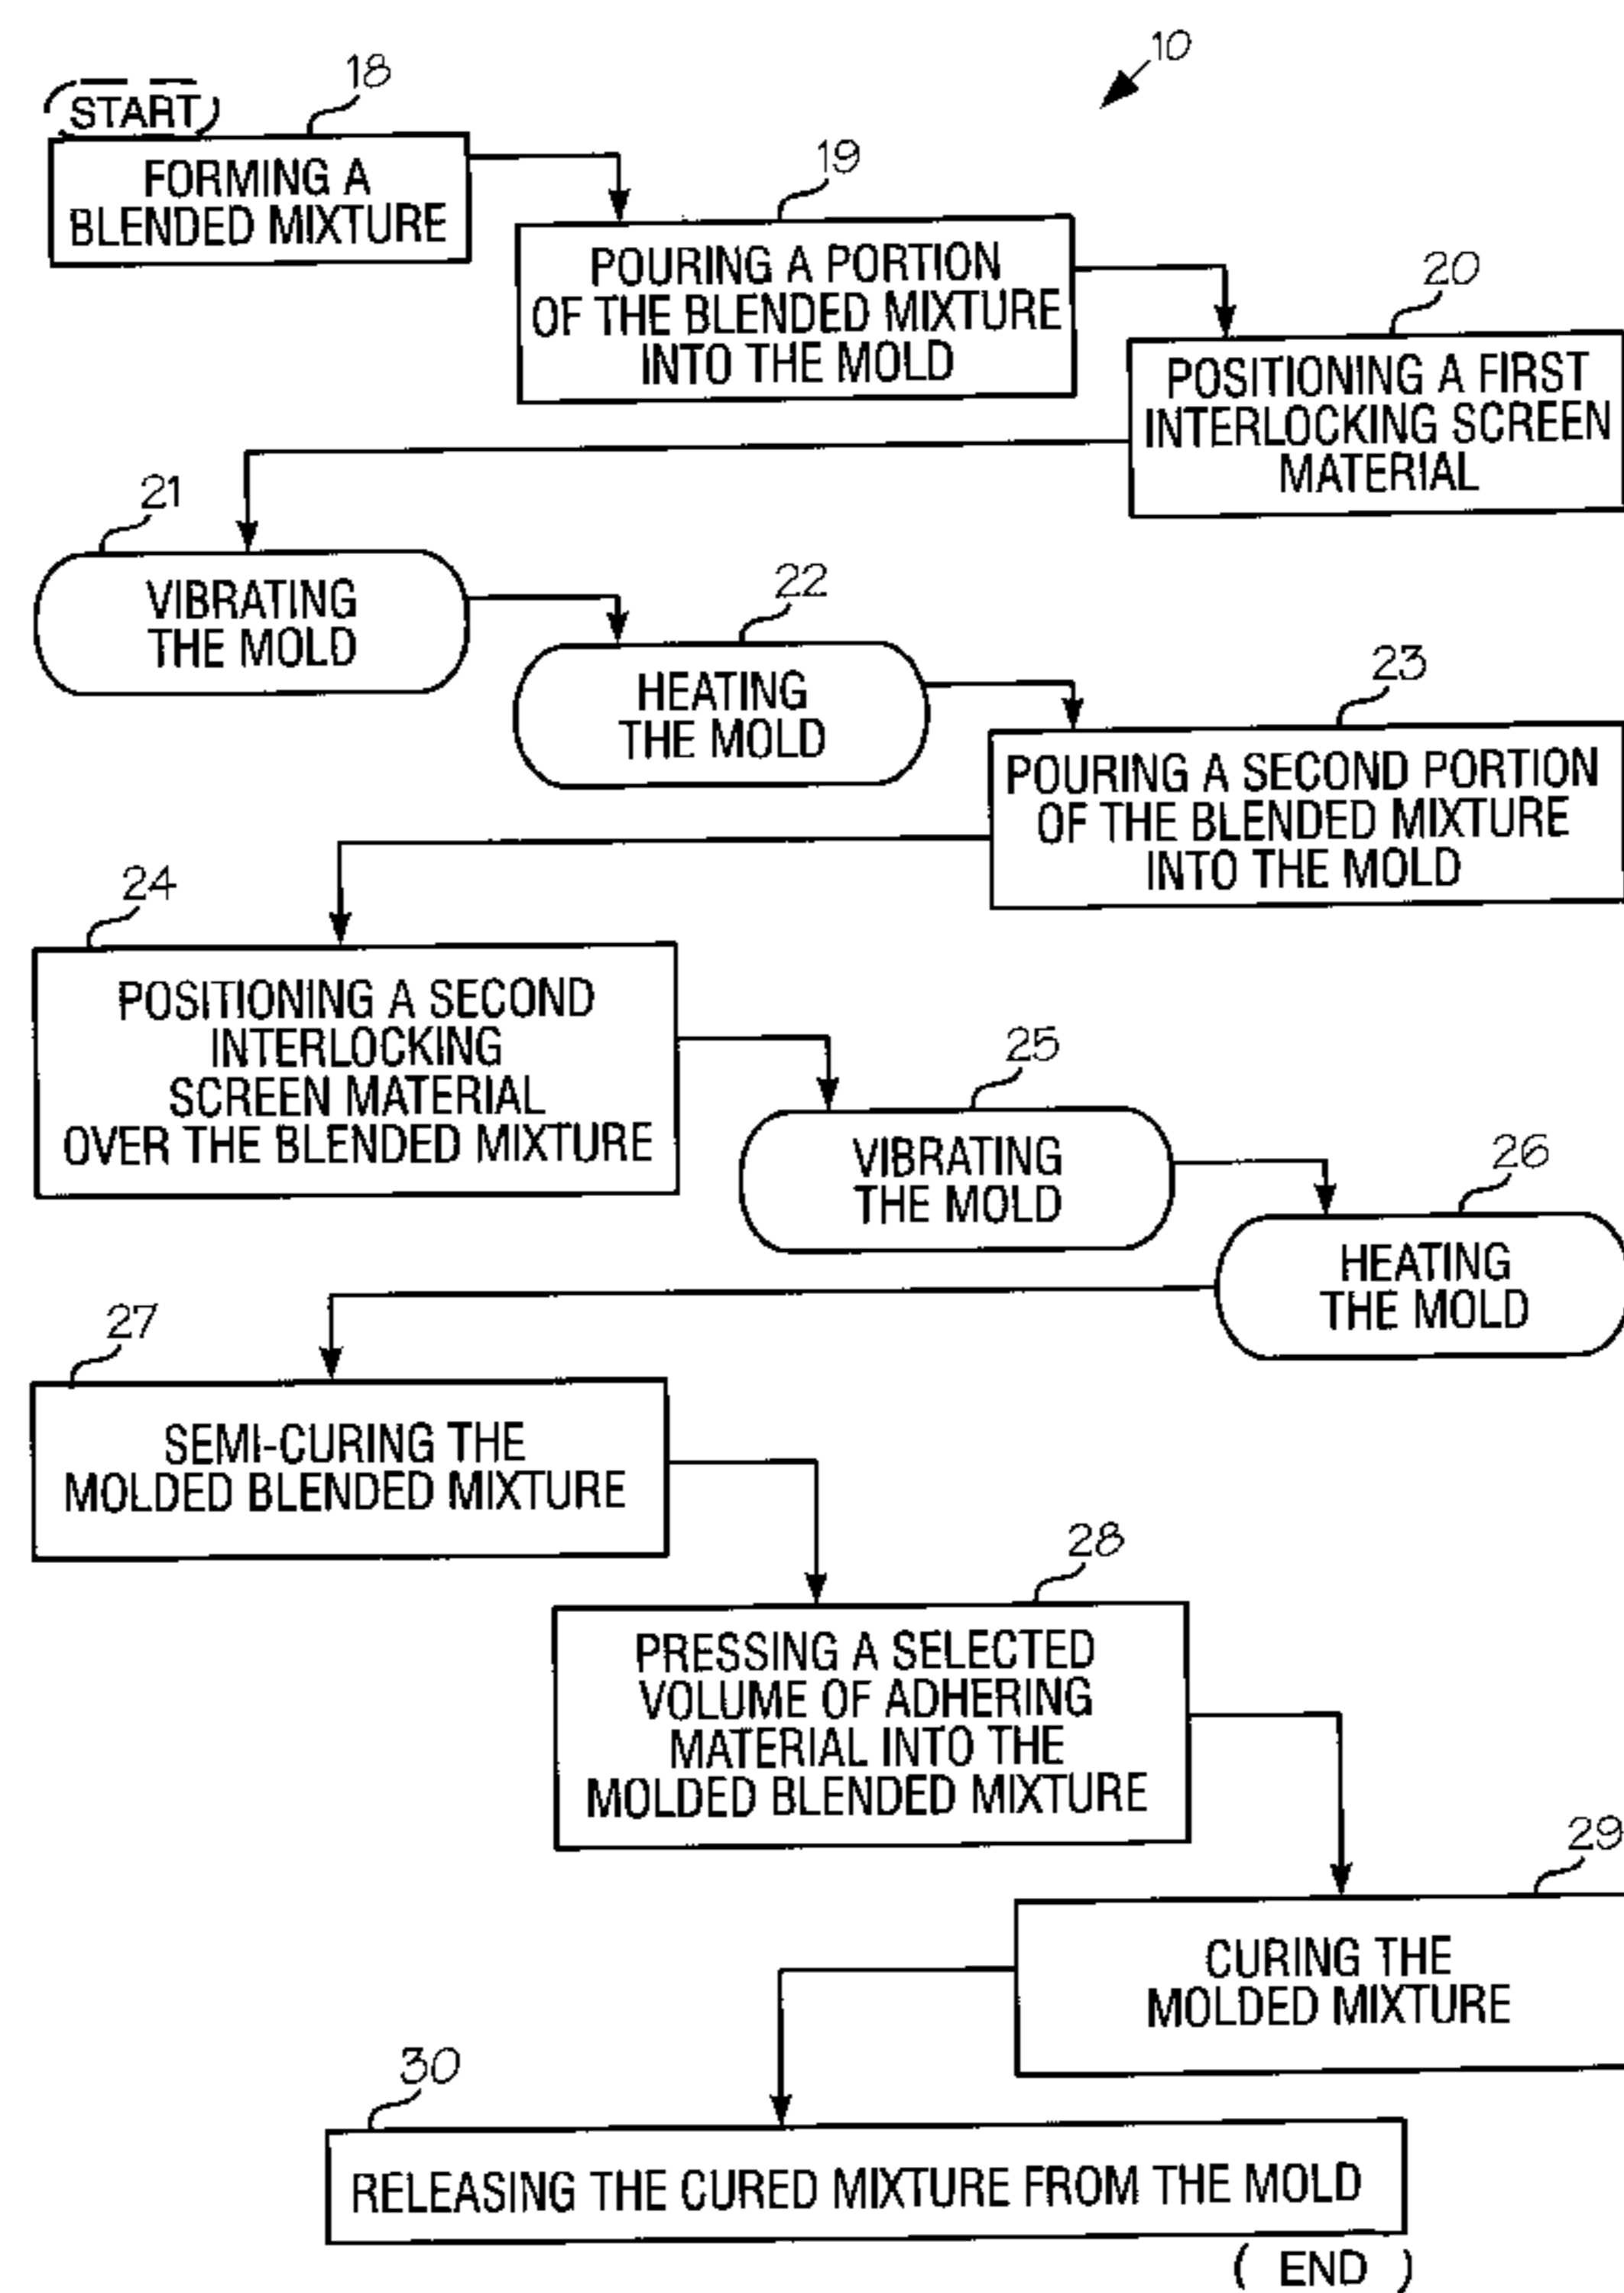 10
START
18
FORMING A
BLENDED MIXTURE
19
POURING A PORTION
OF THE BLENDED MIXTURE
INTO THE MOLD
20
POSITIONING A FIRST
INTERLOCKING SCREEN
MATERIAL
21
VIBRATING
THE MOLD
22
HEATING
THE MOLD
23
POURING A SECOND PORTION
OF THE BLENDED MIXTURE
INTO THE MOLD
24
POSITIONING A SECOND
INTERLOCKING
SCREEN MATERIAL
OVER THE BLENDED MIXTURE
25
VIBRATING
THE MOLD
26
HEATING
THE MOLD
27
SEMI-CURING THE
MOLDED BLENDED MIXTURE
28
PRESSING A SELECTED
VOLUME OF ADHERING
MATERIAL INTO THE
MOLDED BLENDED MIXTURE
29
CURING THE
MOLDED MIXTURE
30
RELEASING THE CURED MIXTURE FROM THE MOLD
( END )